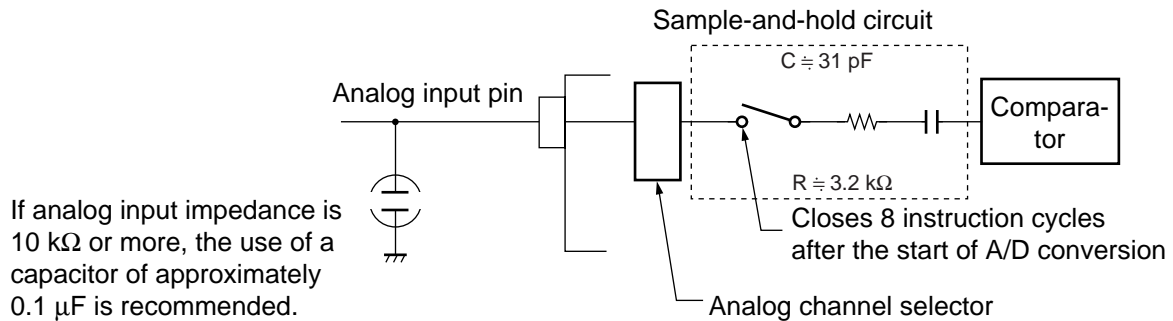 Sample-and-hold circuit
C ≒ 31 pF
Analog input pin
Compara-
tor
R ≒ 3.2 kΩ
If analog input impedance is
10 kΩ or more, the use of a
capacitor of approximately
0.1 μF is recommended.
Closes 8 instruction cycles
after the start of A/D conversion
Analog channel selector